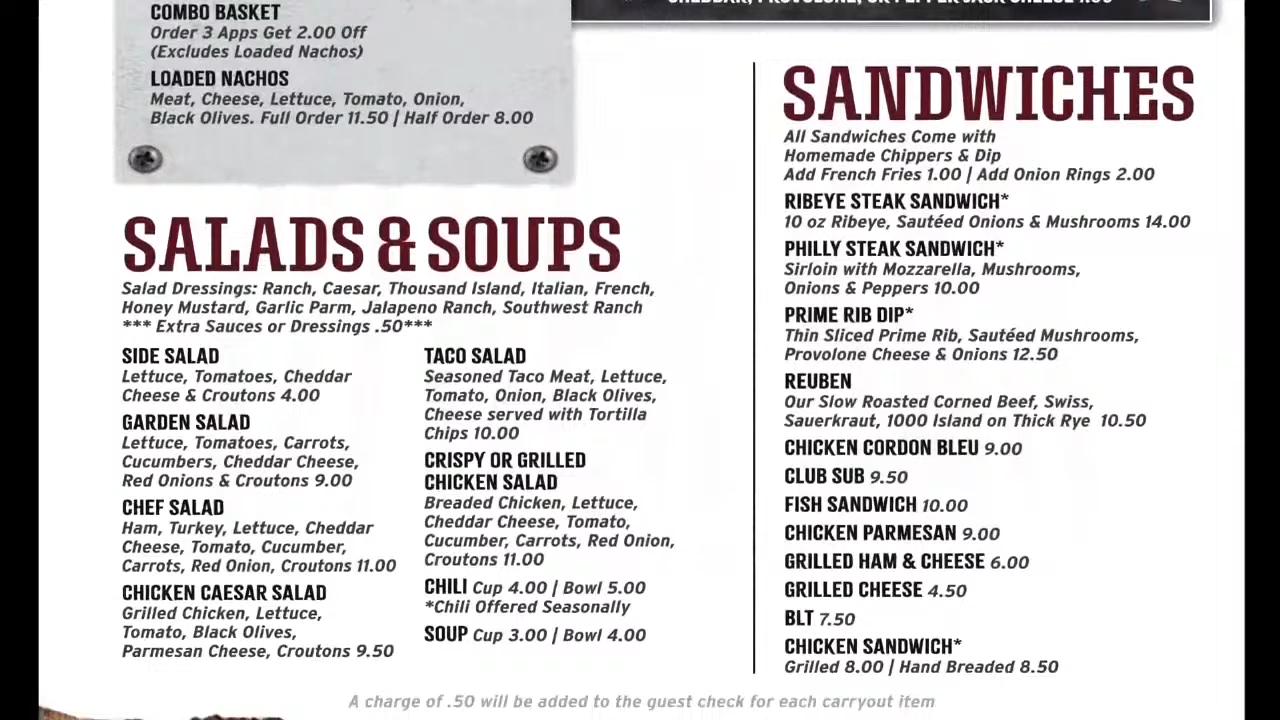 CHEDDAR, PROVOLONE, OR PEPPER JACK CHEESE
COMBO BASKET
Order 3 Apps Get 2.00 Off
(Excludes Loaded Nachos)
LOADED NACHOS
Meat, Cheese, Lettuce, Tomato, Onion,
Black Olives. Full Order 11.50 | Half Order 8.00
SALADS & SOUPS
Salad Dressings: Ranch, Caesar, Thousand Island, Italian, French,
Honey Mustard, Garlic Parm, Jalapeno Ranch, Southwest Ranch
*** Extra Sauces or Dressings .50***
SIDE SALAD
Lettuce, Tomatoes, Cheddar
Cheese & Croutons 4.00
GARDEN SALAD
Lettuce, Tomatoes, Carrots,
Cucumbers, Cheddar Cheese,
Red Onions & Croutons 9.00
CHEF SALAD
Ham, Turkey, Lettuce, Cheddar
Cheese, Tomato, Cucumber,
Carrots, Red Onion, Croutons 11.00
CHICKEN CAESAR SALAD
Grilled Chicken, Lettuce,
Tomato, Black Olives,
Parmesan Cheese, Croutons 9.50
TACO SALAD
Seasoned Taco Meat, Lettuce,
Tomato, Onion, Black Olives,
Cheese served with Tortilla
Chips 10.00
CRISPY OR GRILLED
CHICKEN SALAD
Breaded Chicken, Lettuce,
Cheddar Cheese, Tomato,
Cucumber, Carrots, Red Onion,
Croutons 11.00
CHILI Cup 4.00 | Bowl 5.00
*Chili Offered Seasonally
SOUP Cup 3.00 | Bowl 4.00
SANDWICHES
All Sandwiches Come with
Homemade Chippers & Dip
Add French Fries 1.00 | Add Onion Rings 2.00
RIBEYE STEAK SANDWICH*
10 oz Ribeye, Sautéed Onions & Mushrooms 14.00
PHILLY STEAK SANDWICH*
Sirloin with Mozzarella, Mushrooms,
Onions & Peppers 10.00
PRIME RIB DIP*
Thin Sliced Prime Rib, Sautéed Mushrooms,
Provolone Cheese & Onions 12.50
REUBEN
Our Slow Roasted Corned Beef, Swiss,
Sauerkraut, 1000 Island on Thick Rye 10.50
CHICKEN CORDON BLEU 9.00
CLUB SUB 9.50
FISH SANDWICH 10.00
CHICKEN PARMESAN 9.00
GRILLED HAM & CHEESE 6.00
GRILLED CHEESE 4.50
BLT 7.50
CHICKEN SANDWICH*
Grilled 8.00 | Hand Breaded 8.50
A charge of .50 will be added to the guest check for each carryout item